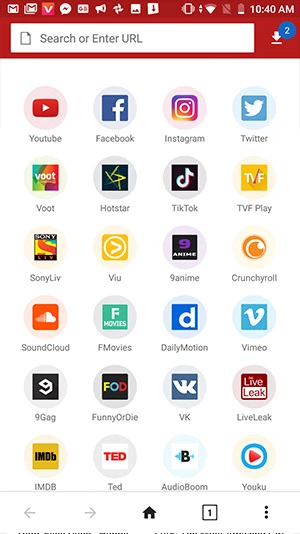 10:40 AM
Search or Enter URL
2
Youtube
Facebook
Instagram
Twitter
voot
Voot
Hotstar
TikTok
TVF
TVF Play
SONY
LIV
SonyLiv
Viu
9
ANIME
9anime
Crunchyroll
SoundCloud
F
MOVIES
FMovies
d
DailyMotion
Vimeo
9Gag
FOD
FunnyOrDie
VK
Live
Leak
LiveLeak
IMDb
IMDB
TED
Ted
B
AudioBoom
Youku
1